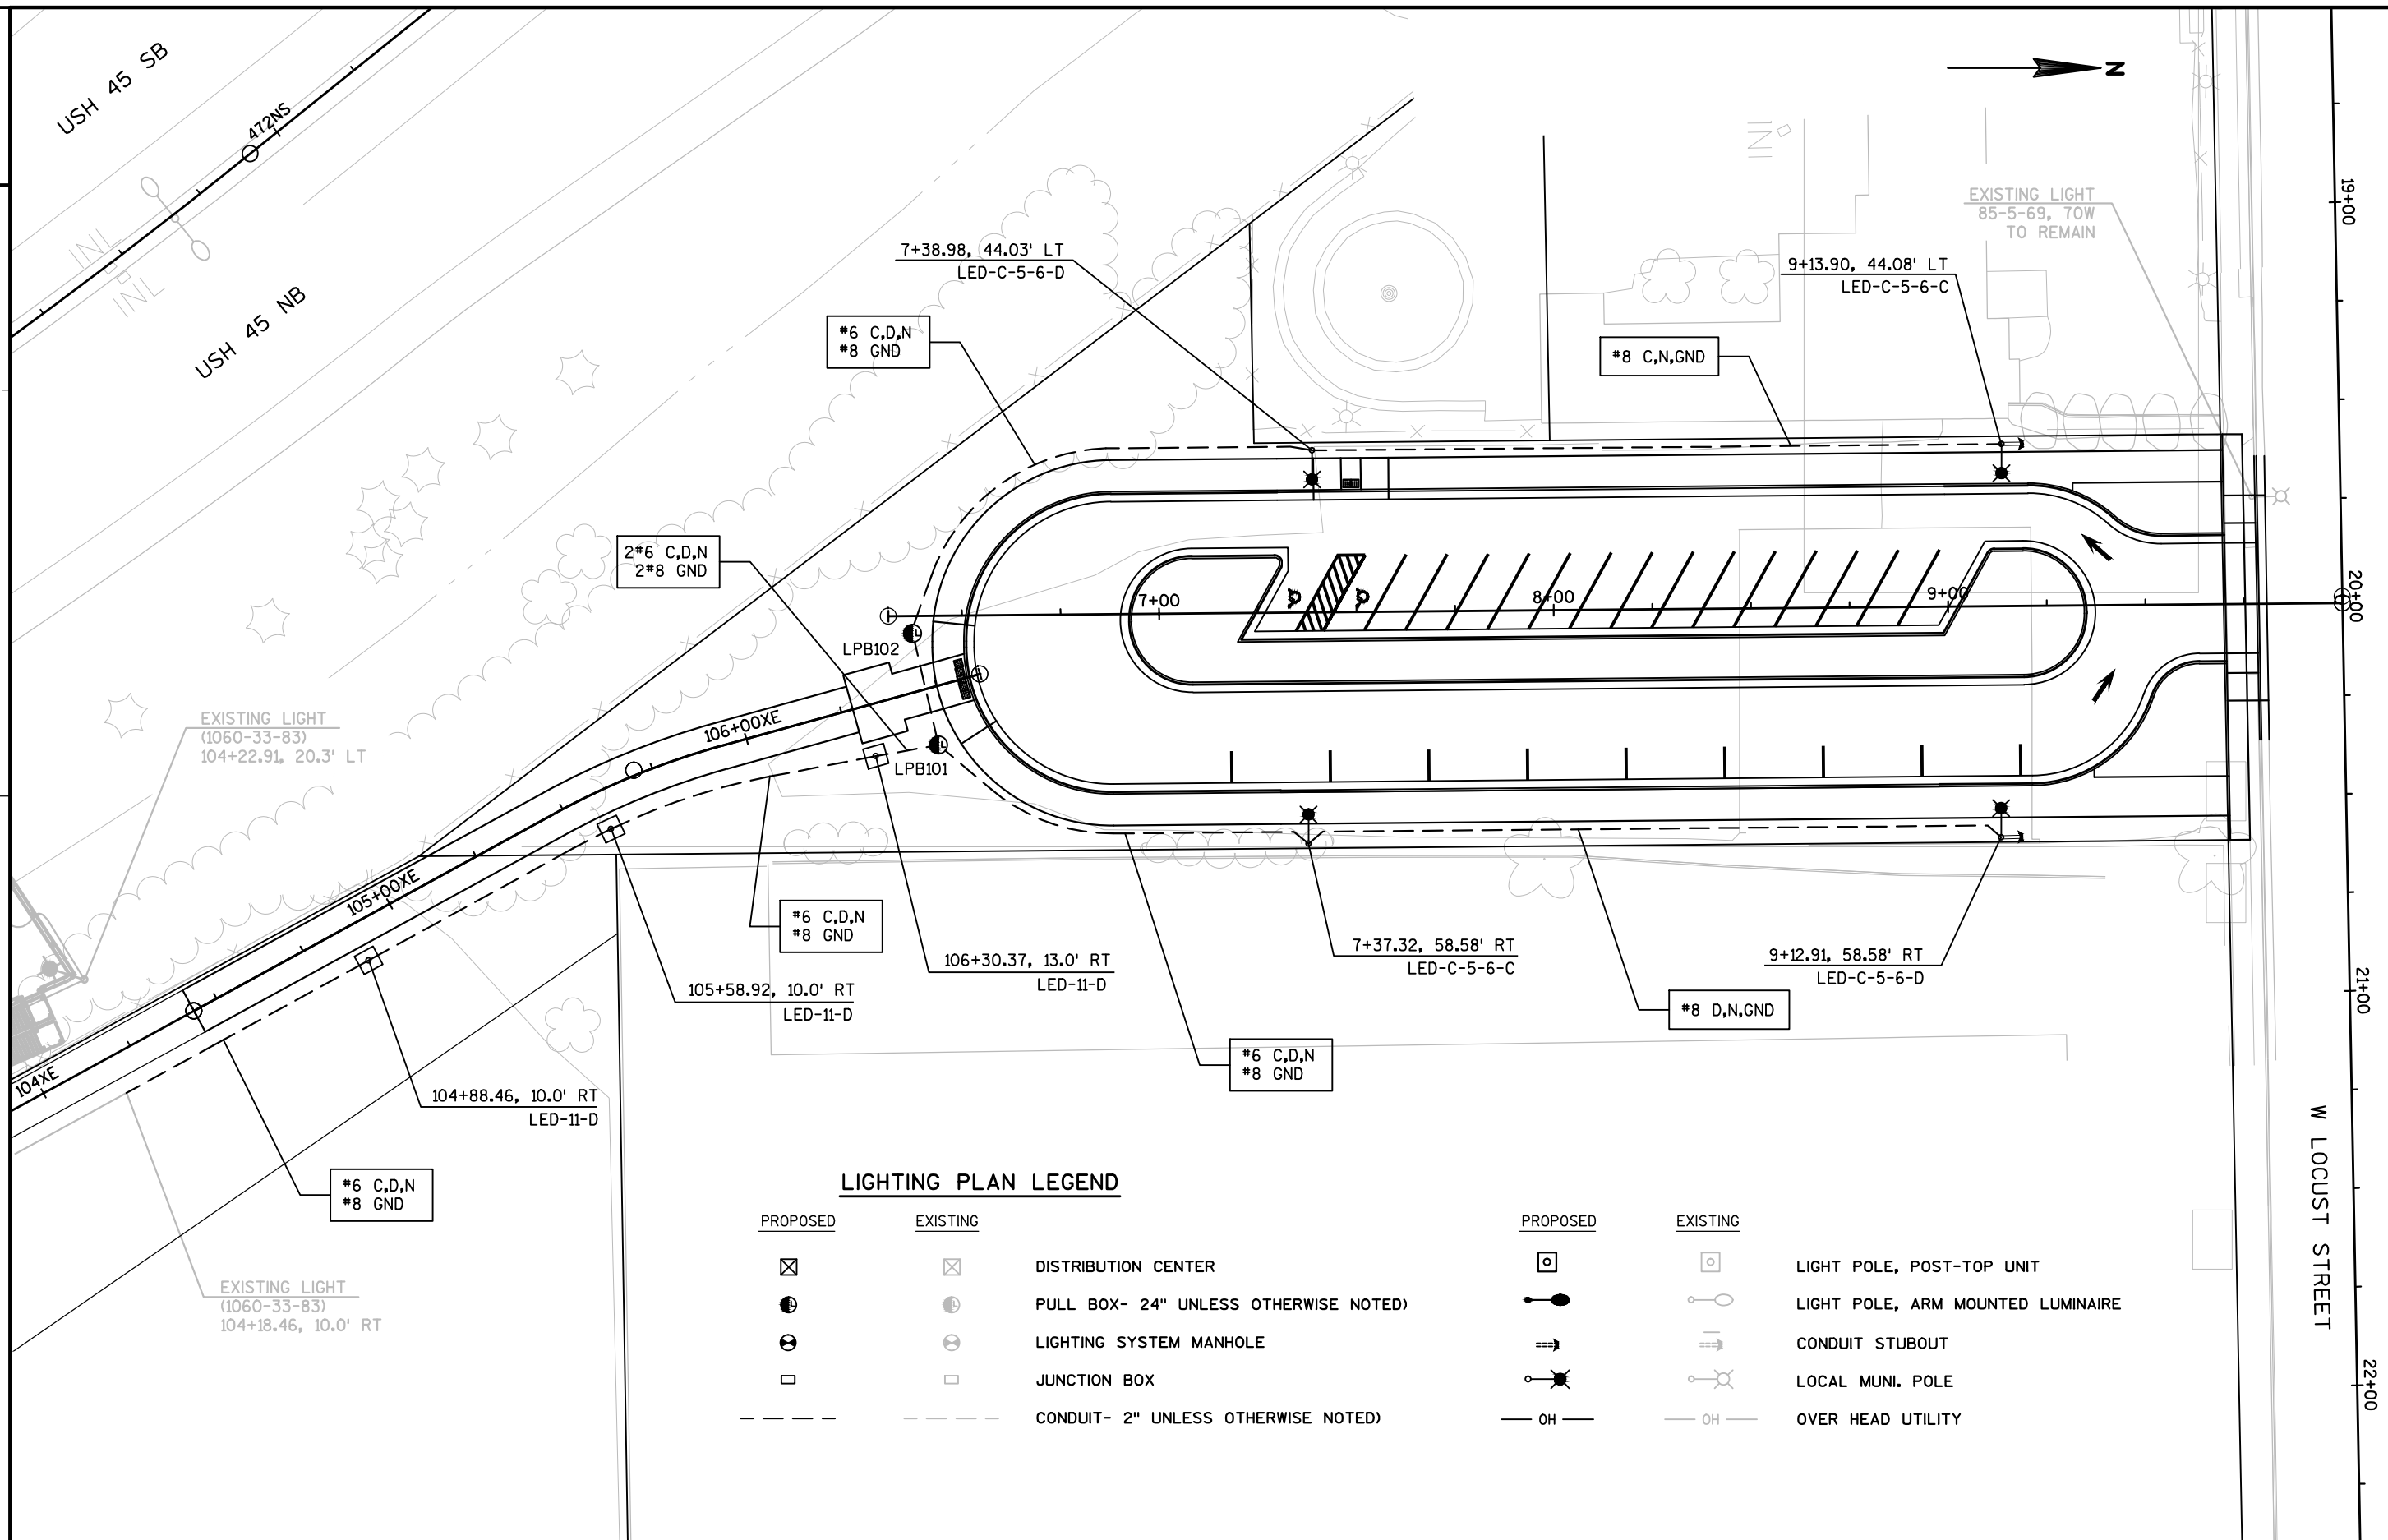 USH 45 SB
472NS
INL
INL
USH 45 NB
N
INL
EXISTING LIGHT
85-5-69, 70W
TO REMAIN
19+00
7+38.98, 44.03' LT
LED-C-5-6-D
9+13.90, 44.08' LT
LED-C-5-6-C
#6 C,D,N
#8 GND
#8 C,N,GND
2#6 C,D,N
2#8 GND
LPB102
7+00
8+00
9+00
20+00
EXISTING LIGHT
(1060-33-83)
104+22.91, 20.3' LT
106+00XE
LPB101
105+00XE
#6 C,D,N
#8 GND
106+30.37, 13.0' RT
LED-11-D
7+37.32, 58.58' RT
LED-C-5-6-C
9+12.91, 58.58' RT
LED-C-5-6-D
105+58.92, 10.0' RT
LED-11-D
#8 D,N,GND
21+00
104XE
#6 C,D,N
#8 GND
104+88.46, 10.0' RT
LED-11-D
#6 C,D,N
#8 GND
W LOCUST STREET
EXISTING LIGHT
(1060-33-83)
104+18.46, 10.0' RT
22+00
LIGHTING PLAN LEGEND
PROPOSED EXISTING
DISTRIBUTION CENTER
L L PULL BOX- 24" UNLESS OTHERWISE NOTED)
LIGHTING SYSTEM MANHOLE
JUNCTION BOX
CONDUIT- 2" UNLESS OTHERWISE NOTED)
PROPOSED EXISTING
LIGHT POLE, POST-TOP UNIT
LIGHT POLE, ARM MOUNTED LUMINAIRE
CONDUIT STUBOUT
LOCAL MUNI. POLE
OH OH OVER HEAD UTILITY